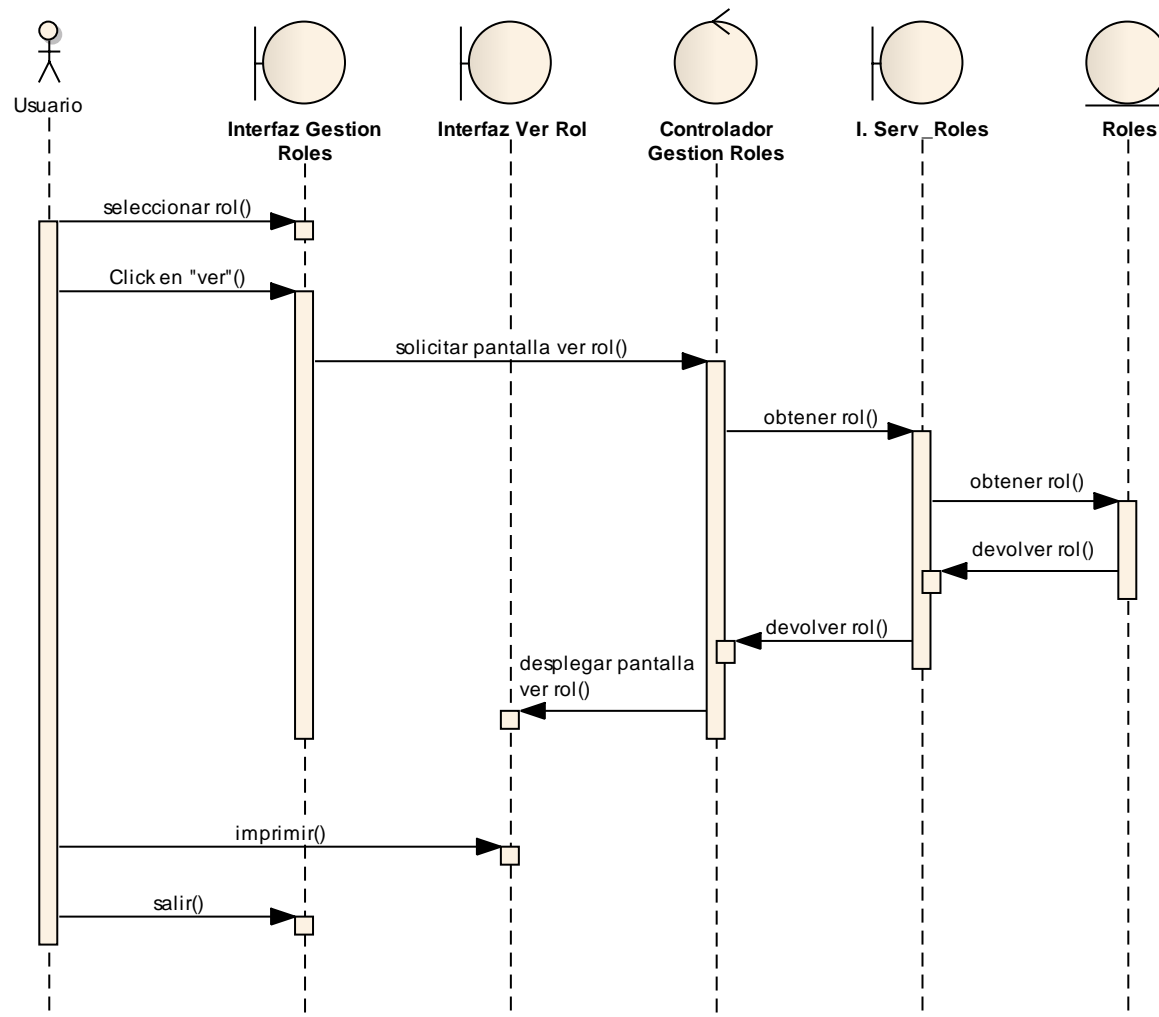 Usuario
Interfaz Gestion
Roles
Interfaz Ver Rol
Controlador
Gestion Roles
I. Serv_Roles
Roles
seleccionar rol()
Click en "ver"()
solicitar pantalla ver rol()
obtener rol()
obtener rol()
devolver rol()
devolver rol()
desplegar pantalla
ver rol()
imprimir()
salir()